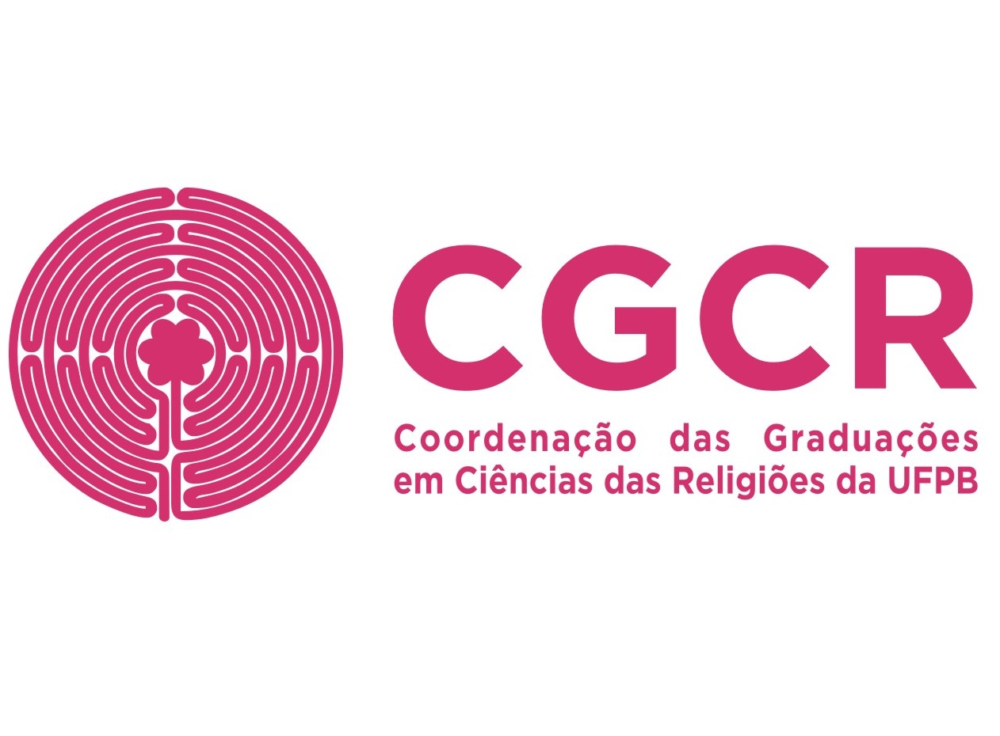 CGCR
Coordenação das Graduações
em Ciências das Religiões da UFPB